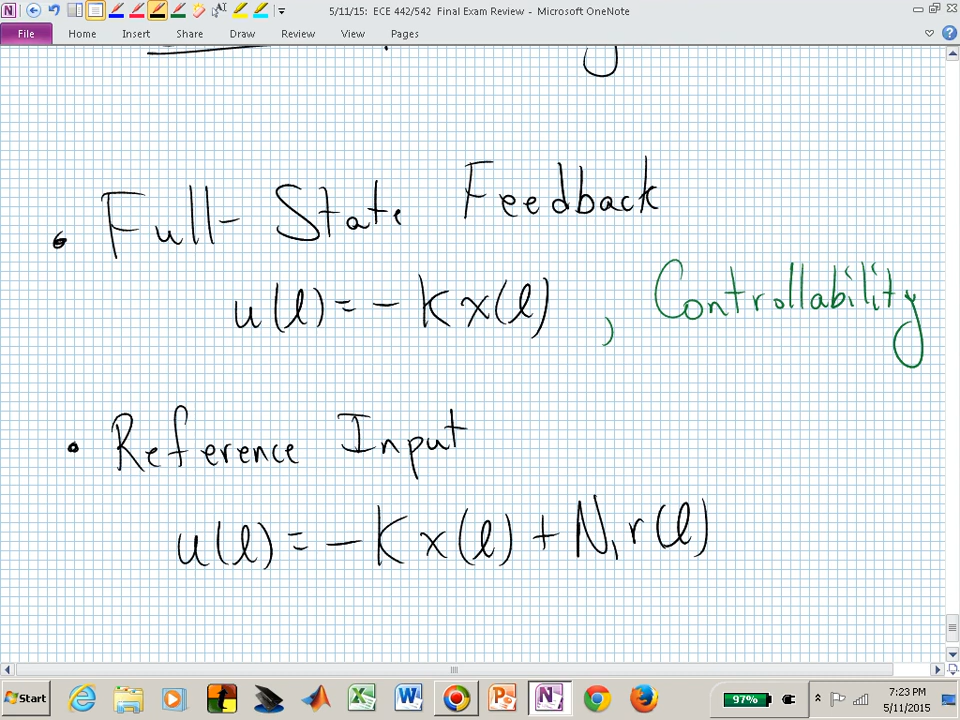 5/11/15: ECE 442/542 Final Exam Review - Microsoft OneNote
File Home Insert Share Draw Review View Pages
• Full-State Feedback
u(l) = -Kx(l) , Controllability
• Reference Input
u(l) = -Kx(l) + N₁r(l)
Start 97% 7:23 PM
5/11/2015